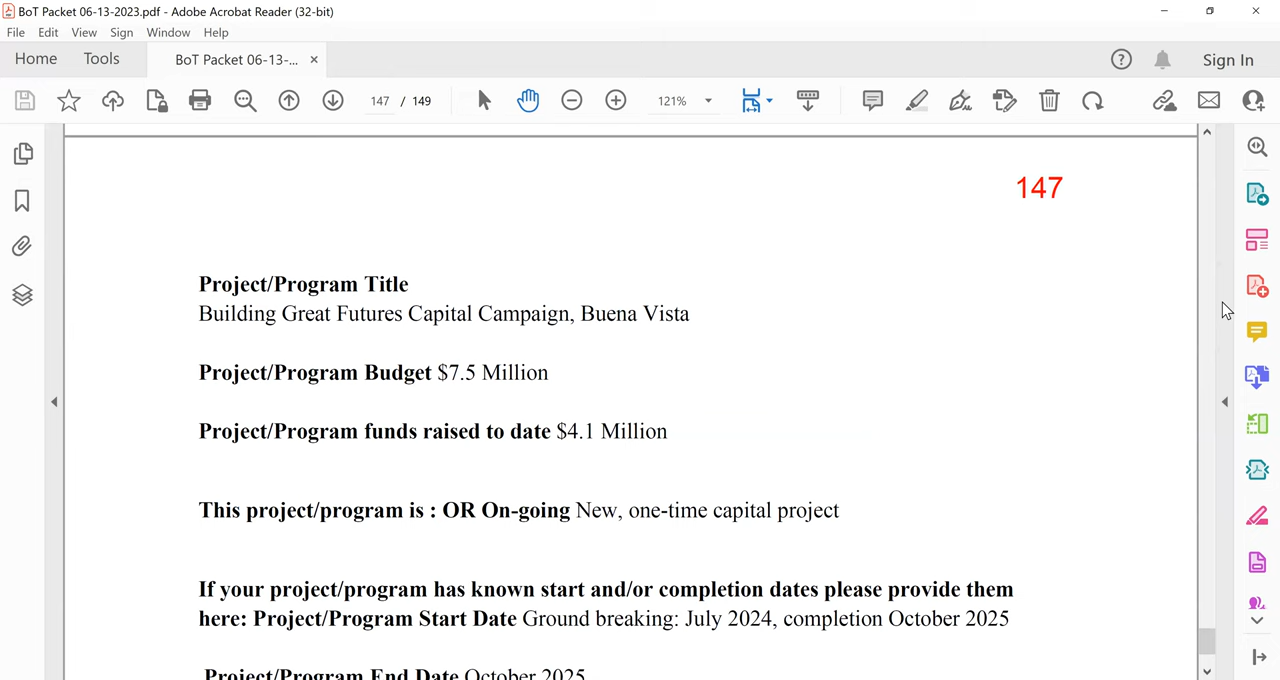 BoT Packet 06-13-2023.pdf - Adobe Acrobat Reader (32-bit)
File Edit View Sign Window Help
Home Tools BoT Packet 06-13-... × Sign In
147 / 149 121%
147
Project/Program Title
Building Great Futures Capital Campaign, Buena Vista
Project/Program Budget $7.5 Million
Project/Program funds raised to date $4.1 Million
This project/program is : OR On-going New, one-time capital project
If your project/program has known start and/or completion dates please provide them
here: Project/Program Start Date Ground breaking: July 2024, completion October 2025
Project/Program End Date October 2025